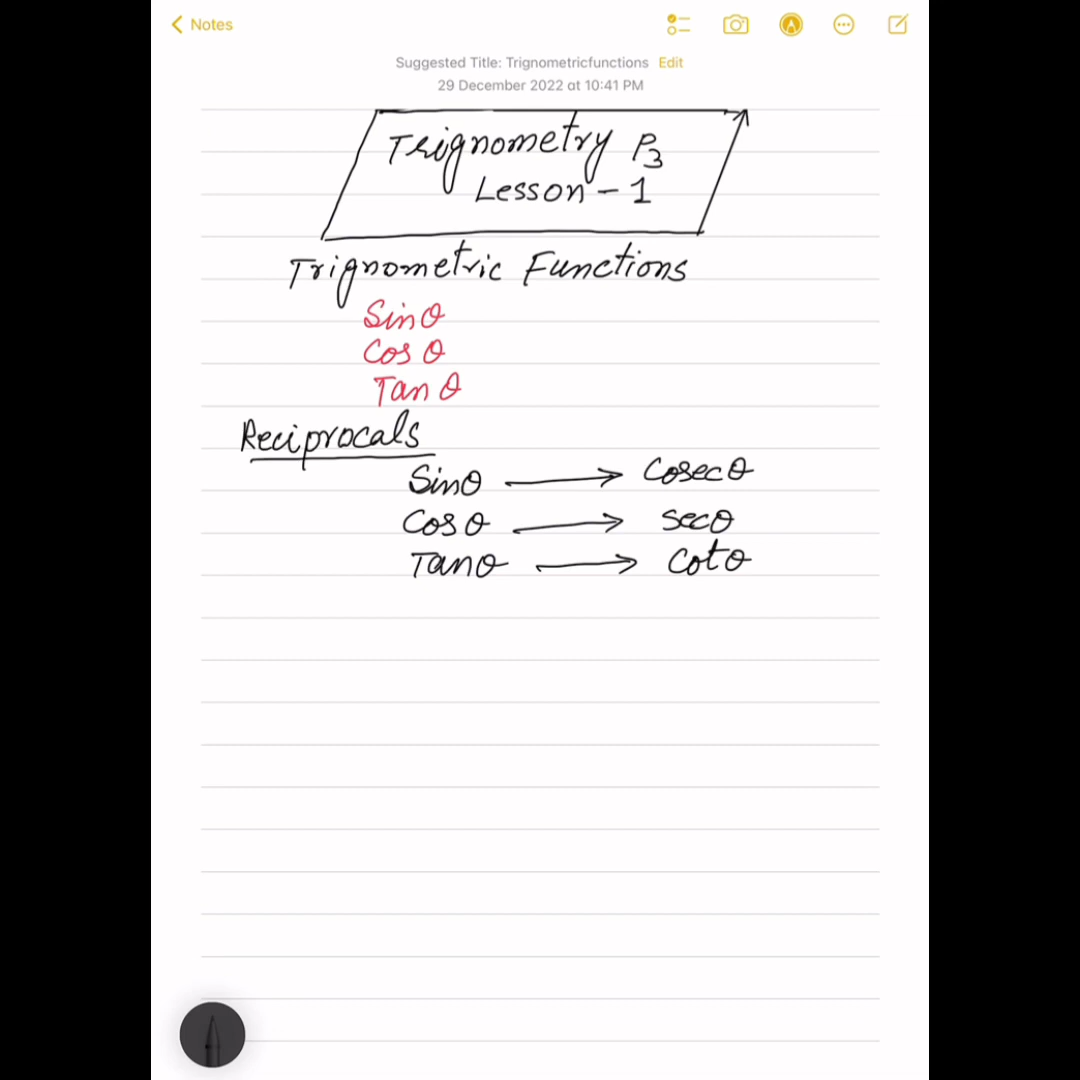 Notes
Suggested Title: Trignometricfunctions Edit
29 December 2022 at 10:41 PM
Trignometry P3
Lesson - 1
Trignometric Functions
Sinθ
Cos θ
Tan θ
Reciprocals
Sinθ → Cosecθ
Cosθ → secθ
Tanθ → Cotθ